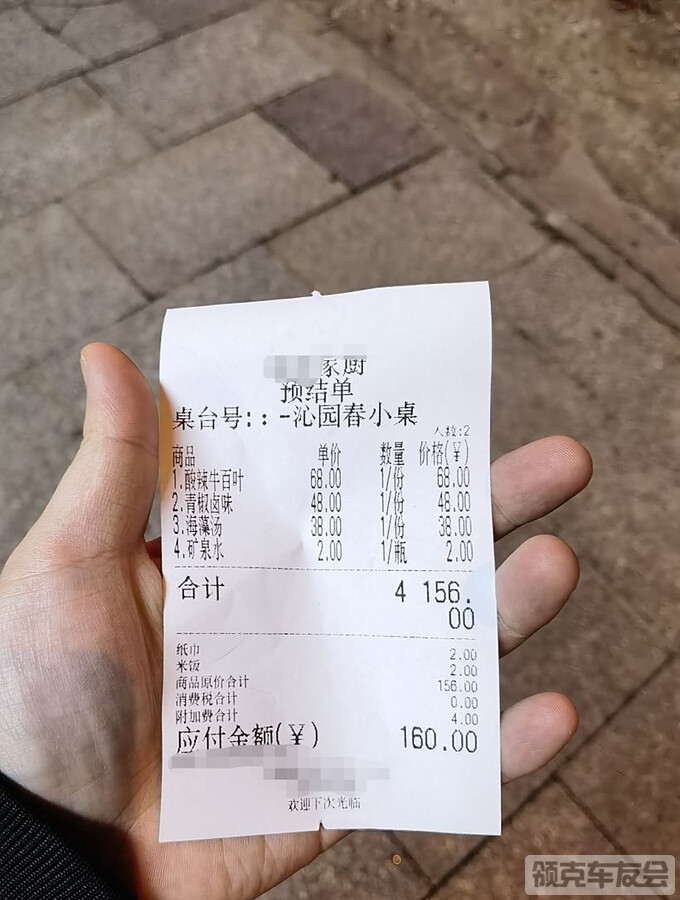 家厨
预结单
桌台号：：-沁园春小桌
人数:2
商品 单价 数量 价格(¥)
1.酸辣牛百叶 68.00 1/份 68.00
2.青椒卤味 48.00 1/份 48.00
3.海藻汤 38.00 1/份 38.00
4.矿泉水 2.00 1/瓶 2.00
合计 4 156.
00
纸巾 2.00
米饭 2.00
商品原价合计 156.00
消费税合计 0.00
附加费合计 4.00
应付金额(¥) 160.00
欢迎下次光临
领克车友会